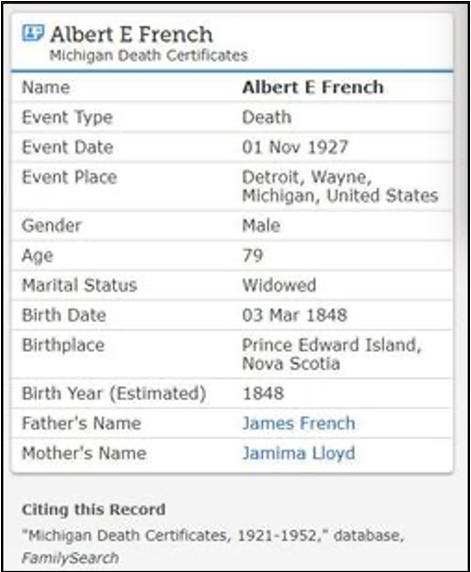 Albert E French
Michigan Death Certificates
Name Albert E French
Event Type Death
Event Date 01 Nov 1927
Event Place Detroit, Wayne,
Michigan, United States
Gender Male
Age 79
Marital Status Widowed
Birth Date 03 Mar 1848
Birthplace Prince Edward Island,
Nova Scotia
Birth Year (Estimated) 1848
Father's Name James French
Mother's Name Jamima Lloyd
Citing this Record
"Michigan Death Certificates, 1921-1952," database,
FamilySearch